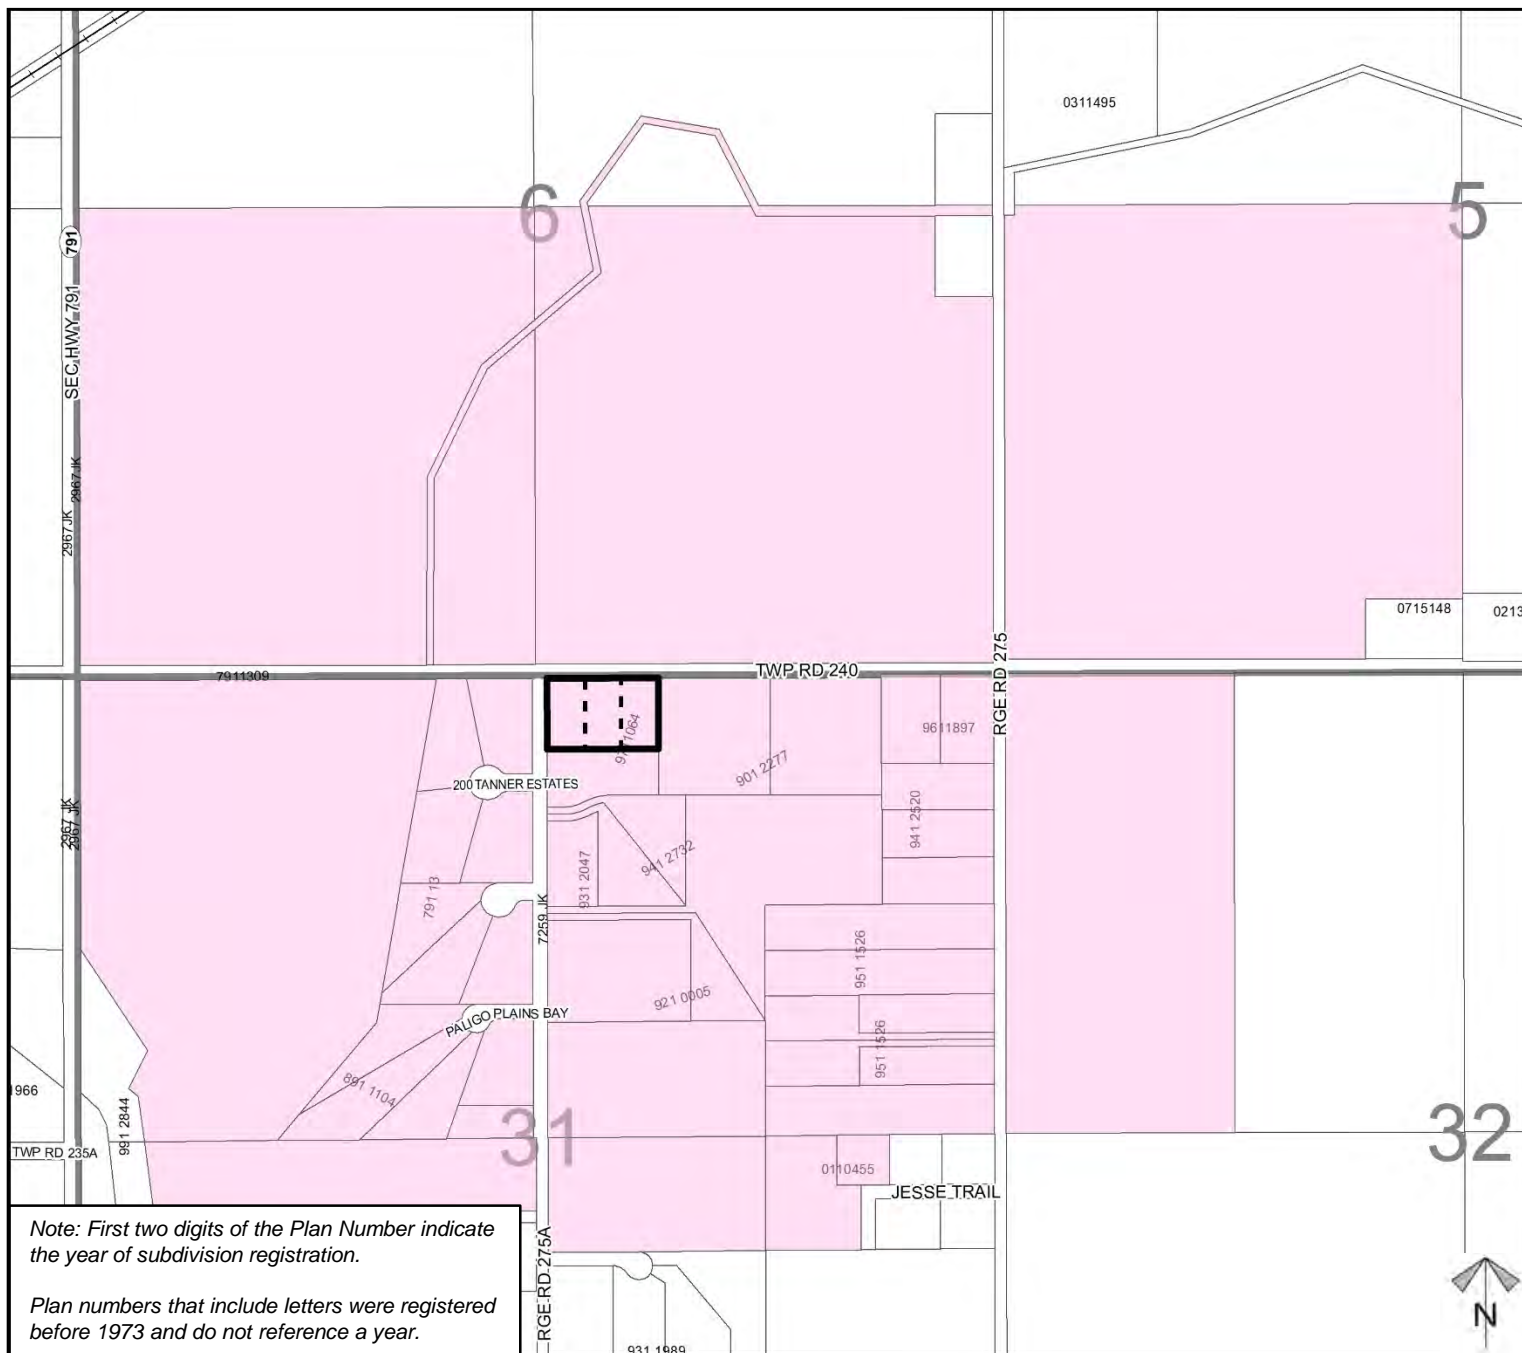 0311495
6
5
791
SEC HWY 791
2967JK
2967JK
0715148
0213
7911309
TWP RD 240
RGE RD 275
1064
9611897
901 2277
200 TANNER ESTATES
2967 JK
2967 JK
941 2520
941 2732
931 2047
791 13
7259 JK
951 1526
921 0005
PALIGO PLAINS BAY
951 1526
891 1104
1966
991 2844
31
32
TWP RD 235A
0110455
JESSE TRAIL
RGE RD 275A
Note: First two digits of the Plan Number indicate
the year of subdivision registration.
Plan numbers that include letters were registered
before 1973 and do not reference a year.
931 1989
N